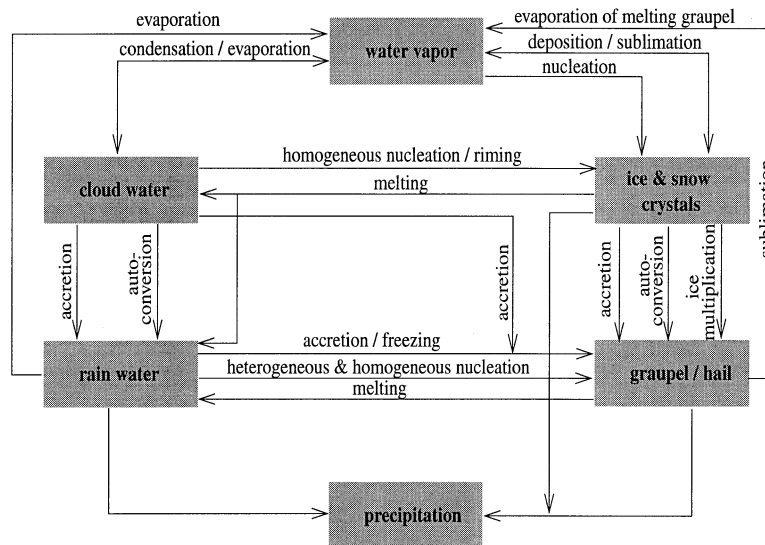 evaporation
evaporation of melting graupel
condensation / evaporation
water vapor
deposition / sublimation
nucleation
homogeneous nucleation / riming
cloud water
melting
ice & snow
crystals
accretion
auto-
conversion
accretion
accretion
auto-
conversion
ice
multiplication
sublimation
accretion / freezing
rain water
heterogeneous & homogeneous nucleation
graupel / hail
melting
precipitation